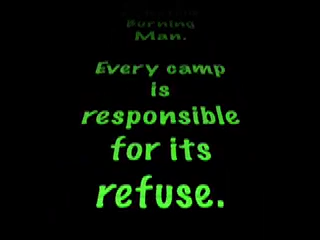 Burning
Man.
Every camp
is
responsible
for its
refuse.